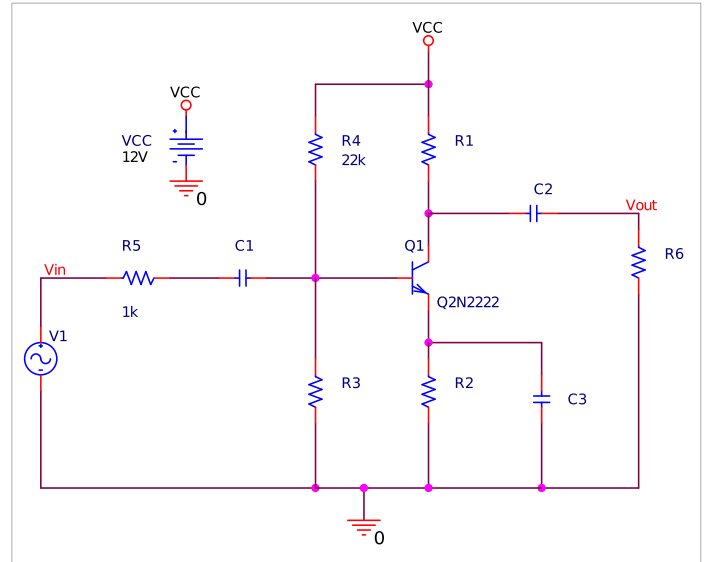 VCC
VCC
VCC
12V
0
R4
22k
R1
C2
Vout
R5
C1
Q1
R6
Vin
1k
Q2N2222
V1
R3
R2
C3
0